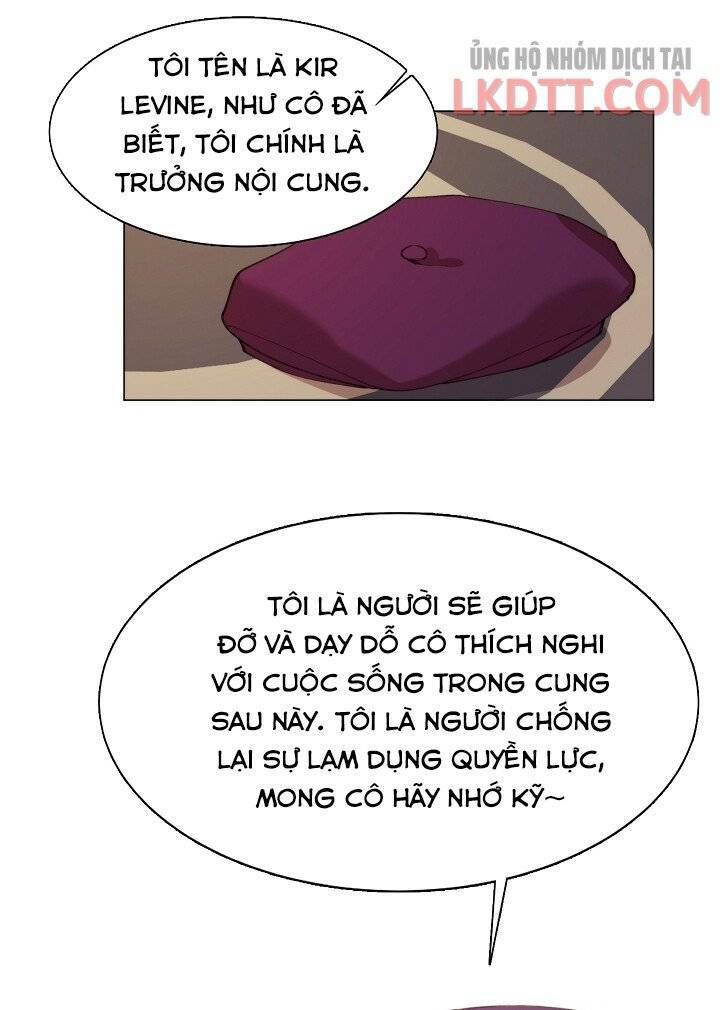 ỦNG HỘ NHÓM DỊCH TẠI
LKDTT.COM
TÔI TÊN LÀ KIR
LEVINE, NHƯ CÔ ĐÃ
BIẾT, TÔI CHÍNH LÀ
TRƯỞNG NỘI CUNG.
TÔI LÀ NGƯỜI SẼ GIÚP
ĐỠ VÀ DẠY DỖ CÔ THÍCH NGHI
VỚI CUỘC SỐNG TRONG CUNG
SAU NÀY. TÔI LÀ NGƯỜI CHỐNG
LẠI SỰ LẠM DỤNG QUYỀN LỰC,
MONG CÔ HÃY NHỚ KỸ~